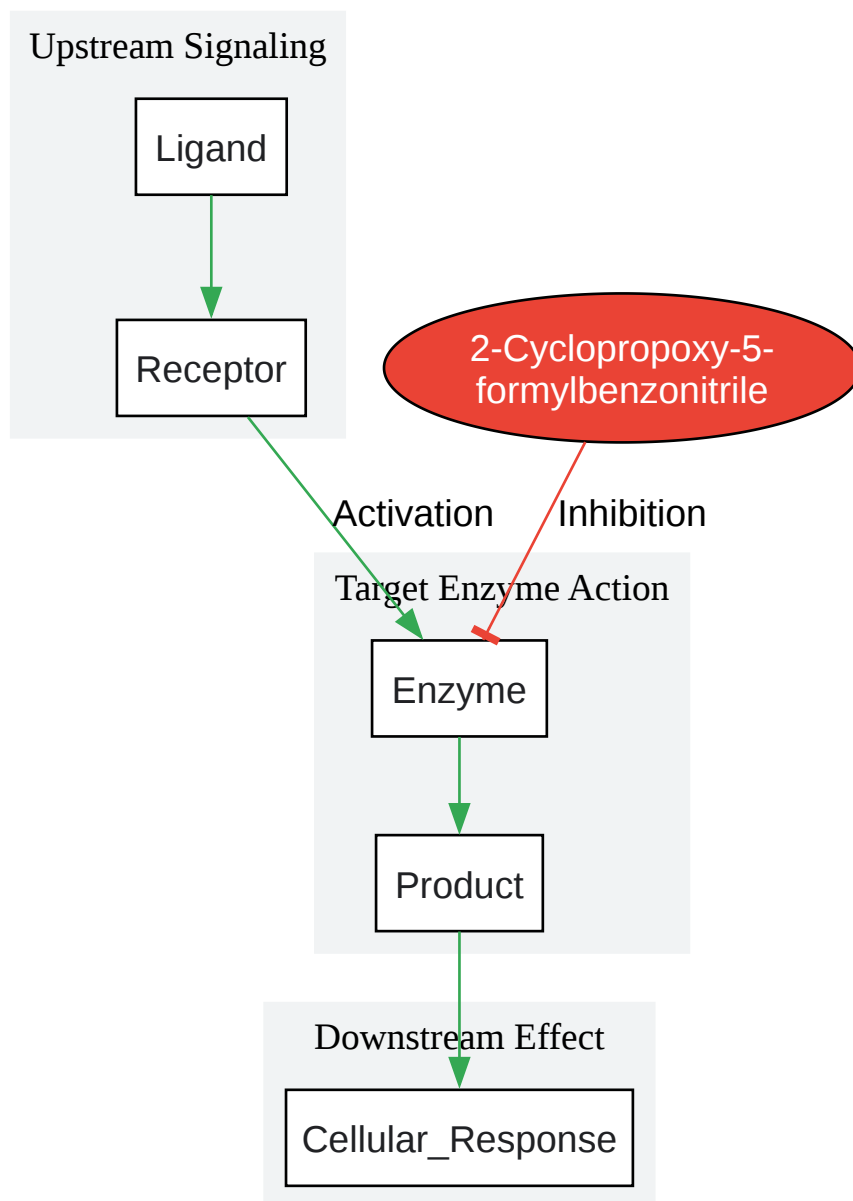 Upstream Signaling
Ligand
Receptor
2-Cyclopropoxy-5-
formylbenzonitrile
Activation
Inhibition
Target Enzyme Action
Enzyme
Product
Downstream Effect
Cellular_Response